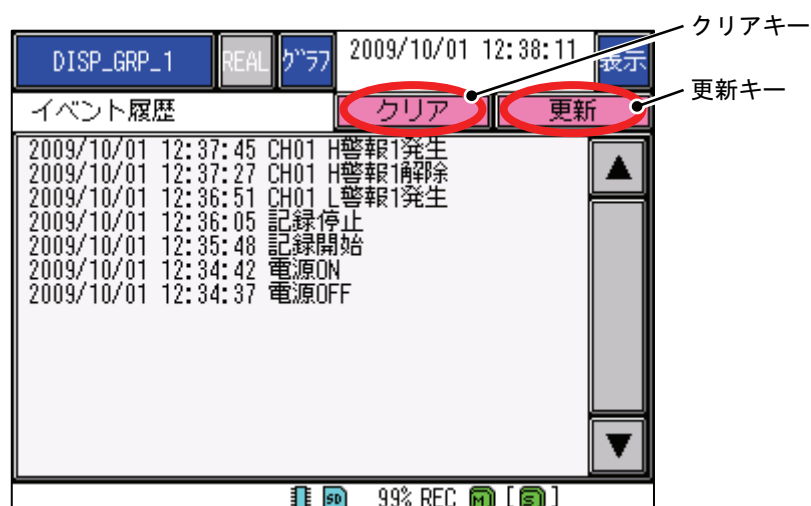 クリアキー
DISP_GRP_1 REAL グラフ 2009/10/01 12:38:11 表示
更新キー
イベント履歴 クリア 更新
2009/10/01 12:37:45 CH01 H警報1発生
2009/10/01 12:37:27 CH01 H警報1解除
2009/10/01 12:36:51 CH01 L警報1発生
2009/10/01 12:36:05 記録停止
2009/10/01 12:35:48 記録開始
2009/10/01 12:34:42 電源ON
2009/10/01 12:34:37 電源OFF
SD 99% REC M [S]